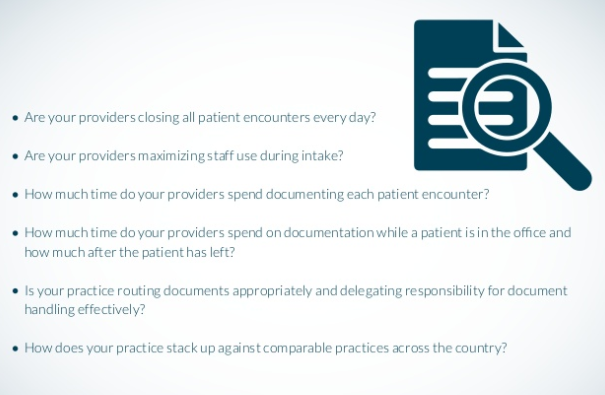 • Are your providers closing all patient encounters every day?
• Are your providers maximizing staff use during intake?
• How much time do your providers spend documenting each patient encounter?
• How much time do your providers spend on documentation while a patient is in the office and
how much after the patient has left?
• Is your practice routing documents appropriately and delegating responsibility for document
handling effectively?
• How does your practice stack up against comparable practices across the country?